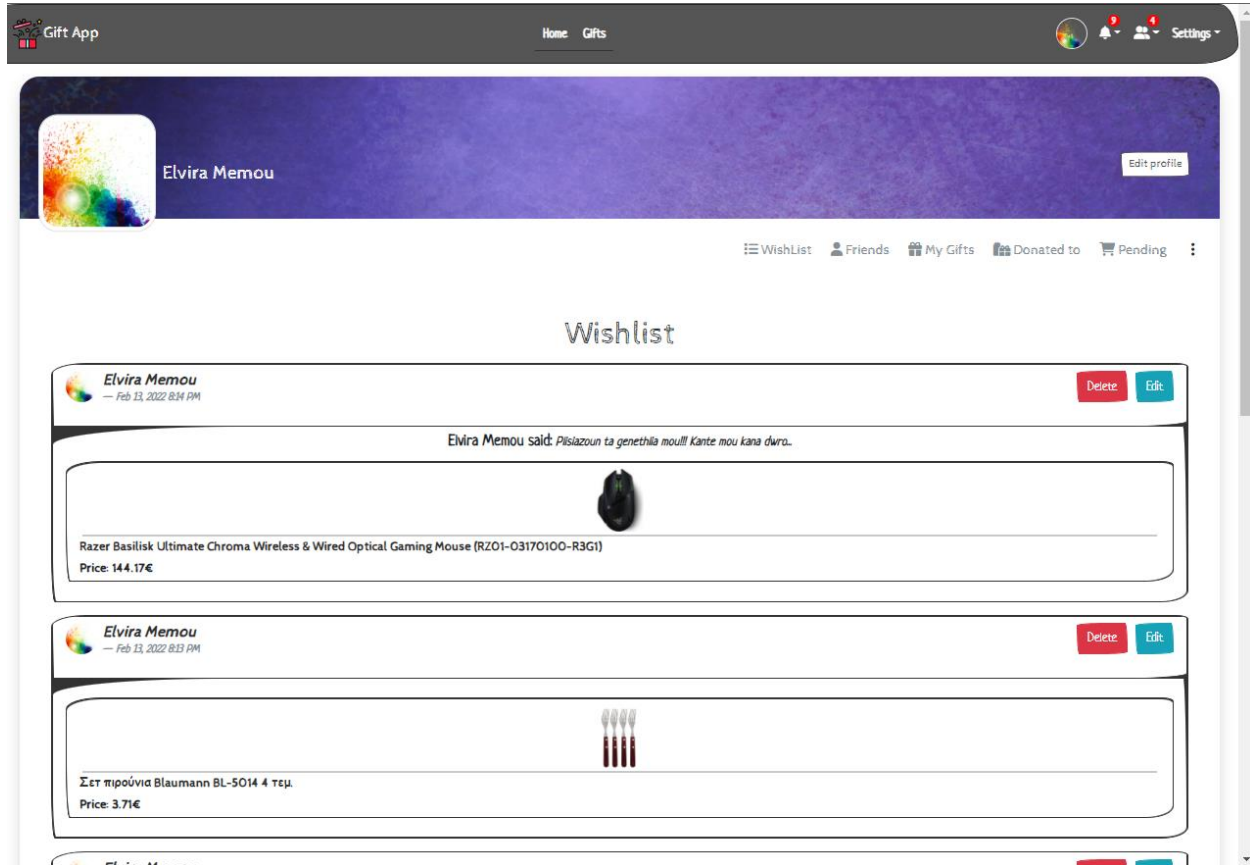 Gift App
Home Gifts
9 4 Settings
Elvira Memou
Edit profile
WishList Friends My Gifts Donated to Pending
Wishlist
Elvira Memou
— Feb 13, 2022 8:14 PM
Delete Edit
Elvira Memou said: Plisiazoun ta genethlia mou!!! Kante mou kana dwro..
Razer Basilisk Ultimate Chroma Wireless & Wired Optical Gaming Mouse (RZ01-03170100-R3G1)
Price: 144.17€
Elvira Memou
— Feb 13, 2022 8:13 PM
Delete Edit
Σετ πιρούνια Blaumann BL-5014 4 τεμ.
Price: 3.71€